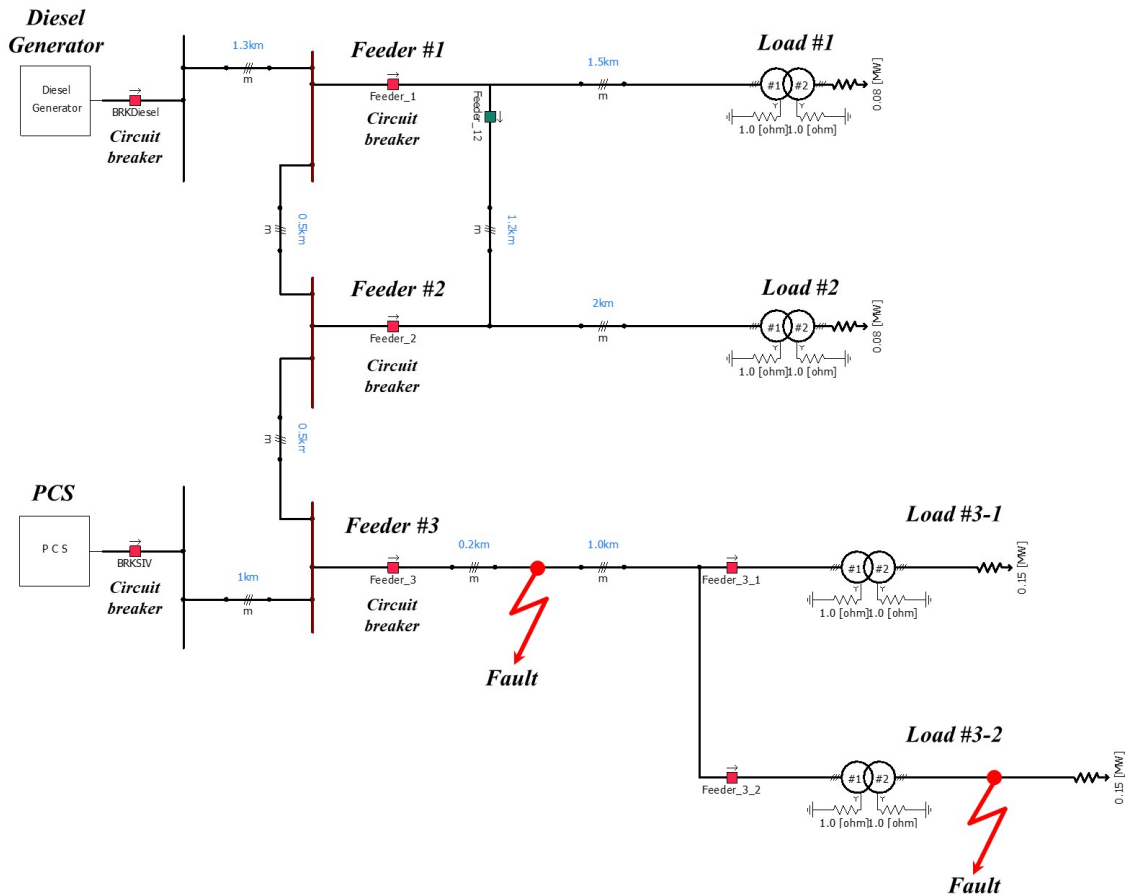 Diesel
Generator
Diesel
Generator
BRKDiesel
Circuit
breaker
1.3km
m
Feeder #1
Feeder_1
Circuit
breaker
Feeder_12
1.5km
m
Load #1
#1
#2
1.0 [ohm]
1.0 [ohm]
0.08 [MW]
0.5km
m
1.2km
m
Feeder #2
Feeder_2
Circuit
breaker
2km
m
Load #2
#1
#2
1.0 [ohm]
1.0 [ohm]
0.08 [MW]
0.5km
m
PCS
P C S
BRKSIV
Circuit
breaker
1km
m
Feeder #3
Feeder_3
Circuit
breaker
0.2km
m
1.0km
m
Fault
Feeder_3_1
Load #3-1
#1
#2
1.0 [ohm]
1.0 [ohm]
0.15 [MW]
Feeder_3_2
Load #3-2
#1
#2
1.0 [ohm]
1.0 [ohm]
0.15 [MW]
Fault